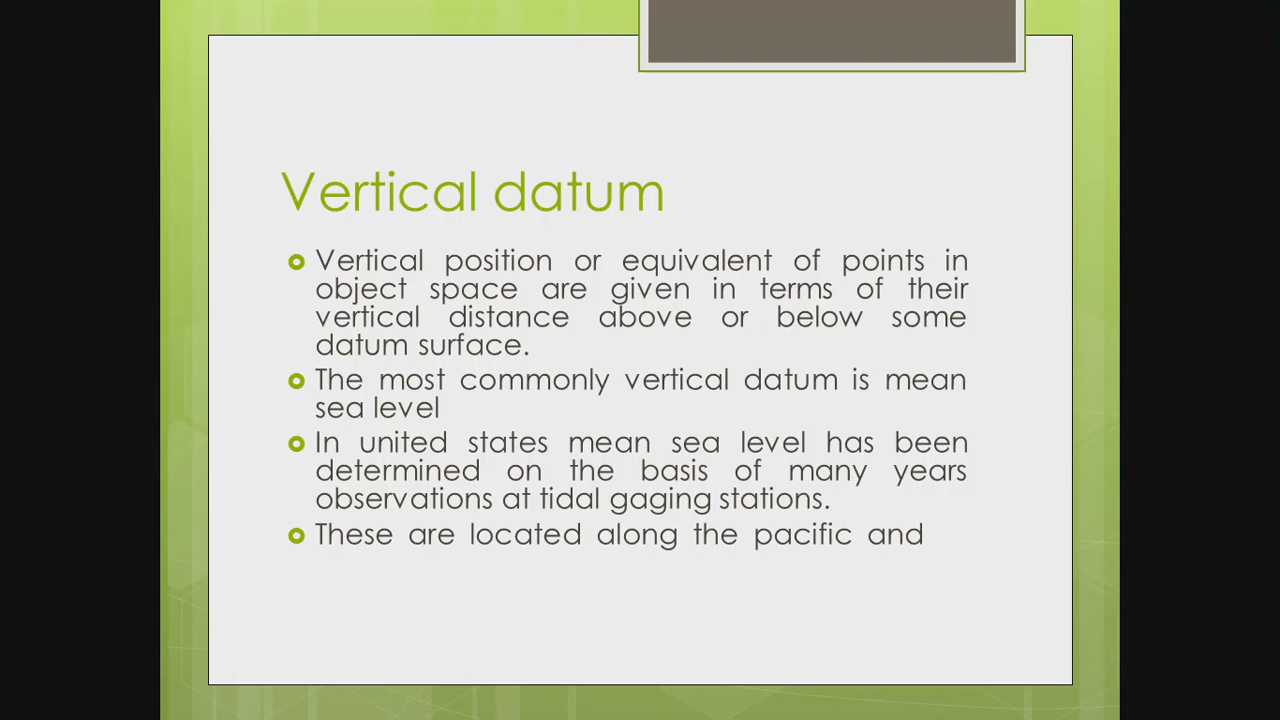 Vertical datum
Vertical position or equivalent of points in
object space are given in terms of their
vertical distance above or below some
datum surface.
The most commonly vertical datum is mean
sea level
In united states mean sea level has been
determined on the basis of many years
observations at tidal gaging stations.
These are located along the pacific and